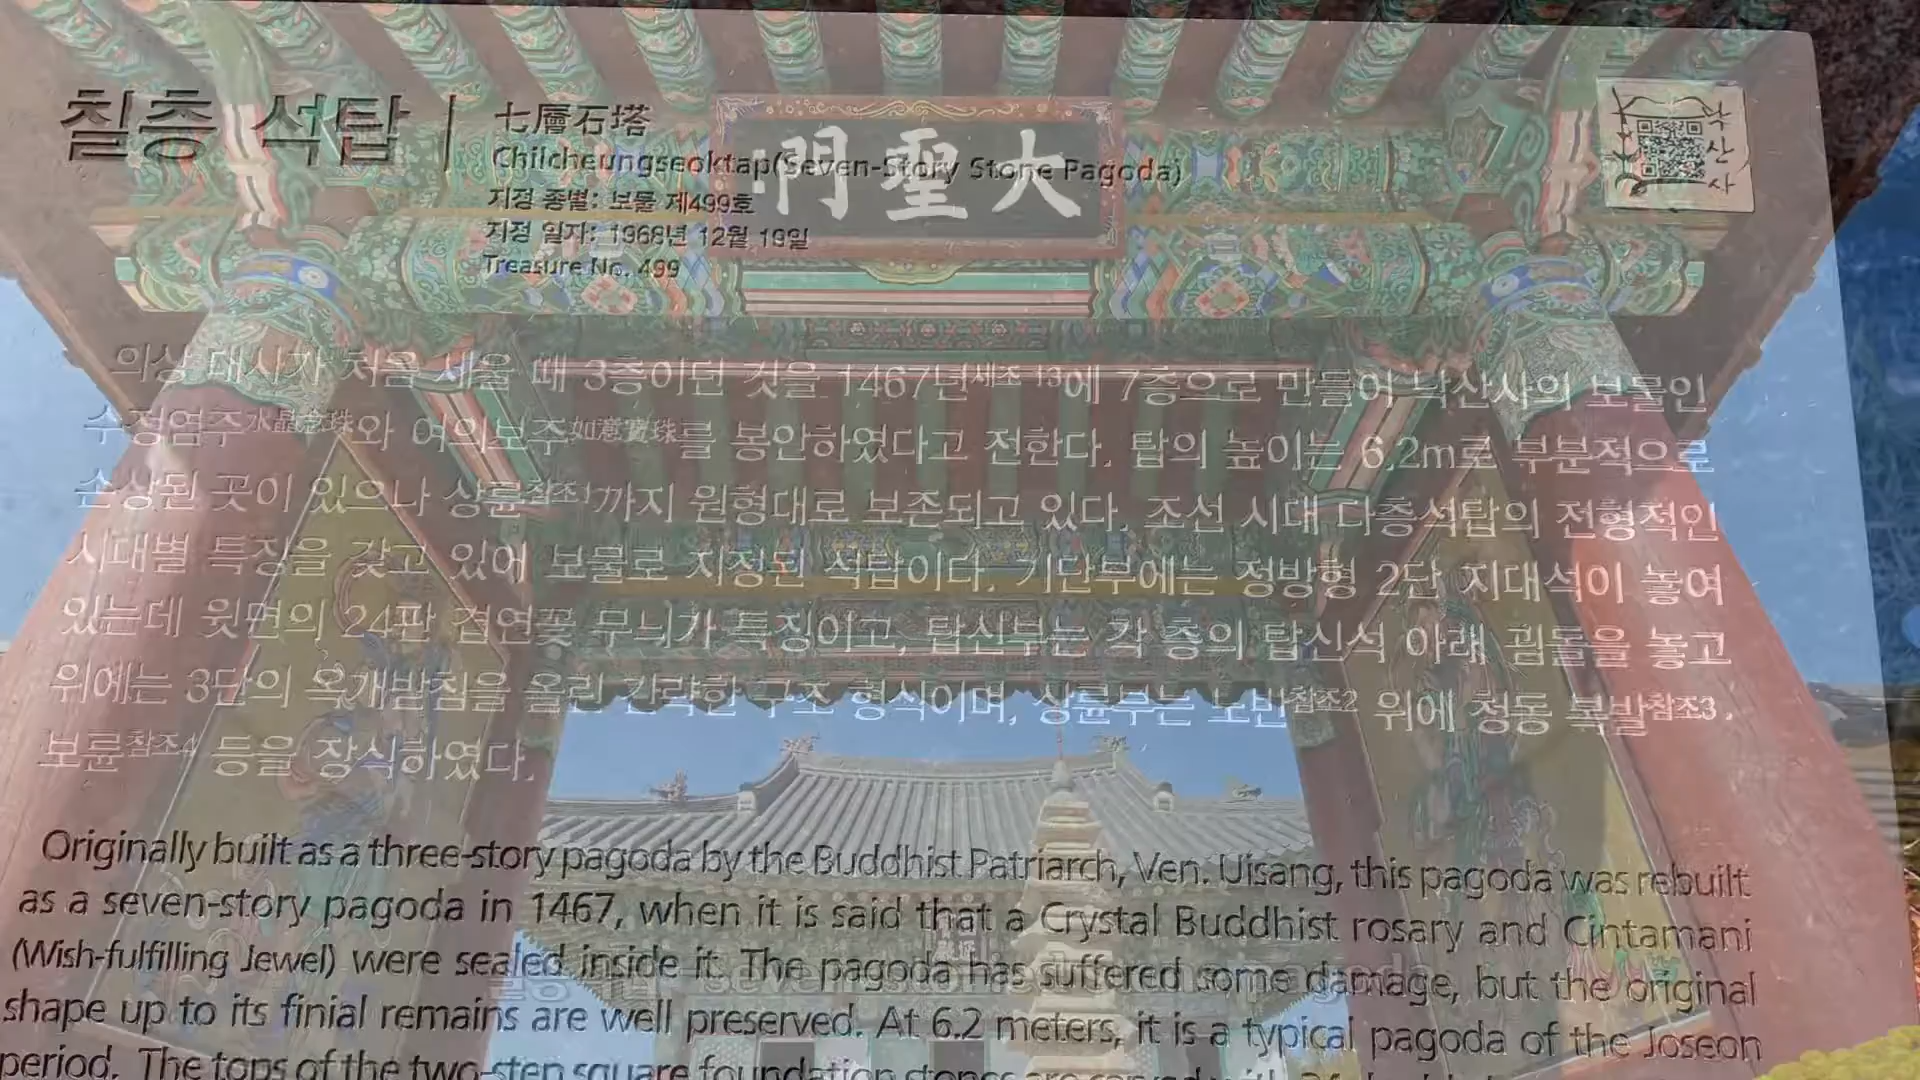 칠층 석탑
七層石塔
Chilcheungseoktap(Seven-Story Stone Pagoda)
지정 종별: 보물 제499호
지정 일자: 1968년 12월 19일
Treasure No. 499
大聖門
낙산사
의상 대사가 처음 세울 때 3층이던 것을 1467년세조 13에 7층으로 만들어 낙산사의 보물인
수정염주水晶念珠와 여의보주如意寶珠를 봉안하였다고 전한다. 탑의 높이는 6.2m로 부분적으로
손상된 곳이 있으나 상륜참조1까지 원형대로 보존되고 있다. 조선 시대 다층석탑의 전형적인
시대별 특징을 갖고 있어 보물로 지정된 석탑이다. 기단부에는 정방형 2단 지대석이 놓여
있는데 윗면의 24판 겹연꽃 무늬가 특징이고, 탑신부는 각 층의 탑신석 아래 굄돌을 놓고
위에는 3단의 옥개받침을 올린 간략한 구조 형식이며, 상륜부는 노반참조2 위에 청동 복발참조3,
보륜참조4 등을 장식하였다.
Originally built as a three-story pagoda by the Buddhist Patriarch, Ven. Uisang, this pagoda was rebuilt
as a seven-story pagoda in 1467, when it is said that a Crystal Buddhist rosary and Cintamani
(Wish-fulfilling Jewel) were sealed inside it. The pagoda has suffered some damage, but the original
shape up to its finial remains are well preserved. At 6.2 meters, it is a typical pagoda of the Joseon
period. The tops of the two-step square foundation stones are carved with 24